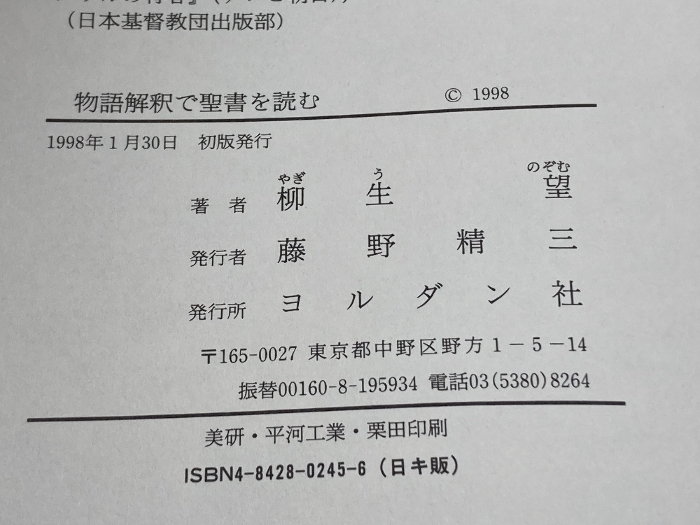 (日本基督教団出版部)
物語解釈で聖書を読む © 1998
1998年1月30日 初版発行
やぎ う のぞむ
著者 柳生 望
発行者 藤野精三
発行所 ヨルダン社
〒165-0027 東京都中野区野方1-5-14
振替00160-8-195934 電話03(5380)8264
美研・平河工業・栗田印刷
ISBN4-8428-0245-6(日キ販)